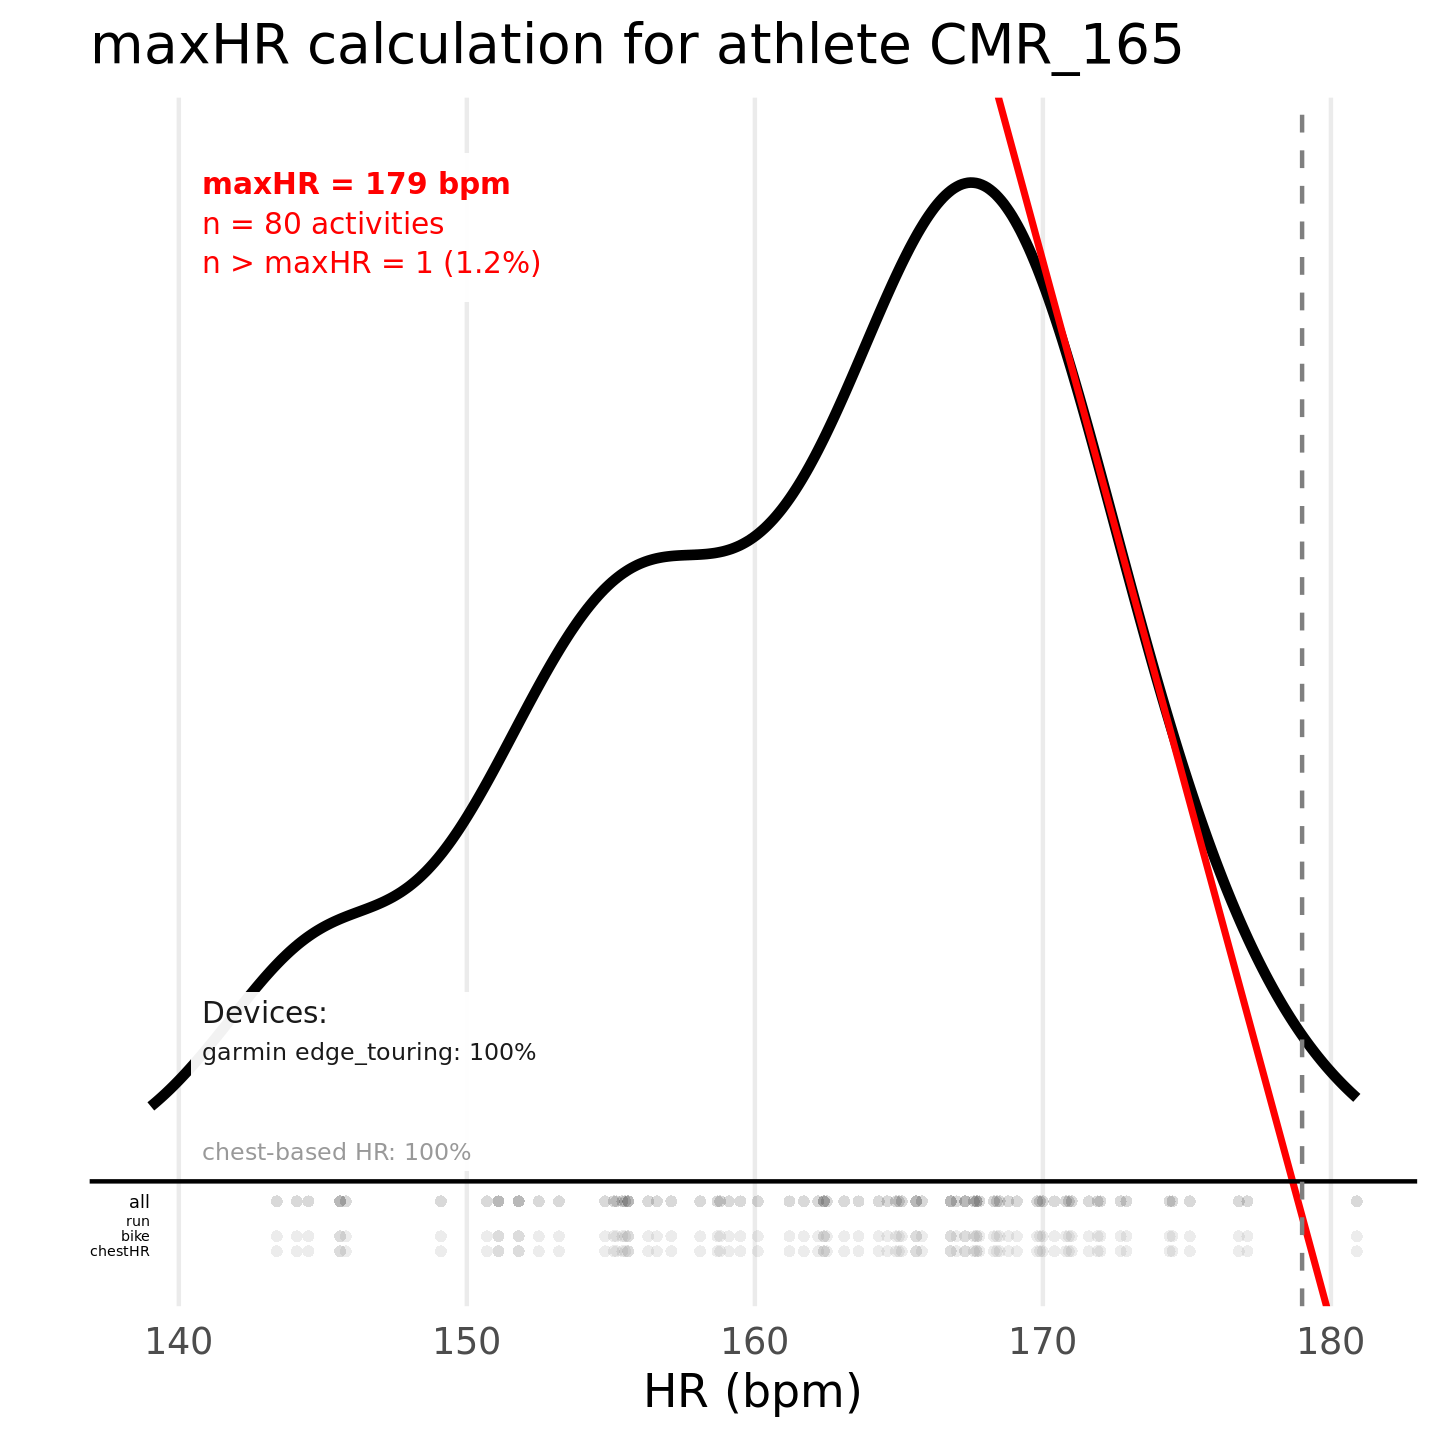 maxHR calculation for athlete CMR_165
maxHR = 179 bpm
n = 80 activities
n > maxHR = 1 (1.2%)
Devices:
garmin edge_touring: 100%
chest-based HR: 100%
all
run
bike
chestHR
140 150 160 170 180
HR (bpm)